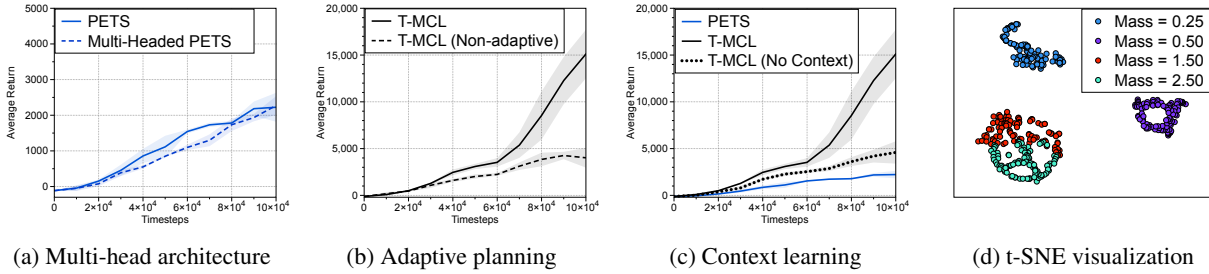 5000
4000
3000
2000
1000
0
Average Return
PETS
Multi-Headed PETS
0 2×10⁴ 4×10⁴ 6×10⁴ 8×10⁴ 10×10⁴
Timesteps
(a) Multi-head architecture
15,000
10,000
5,000
0
Average Return
T-MCL
T-MCL (Non-adaptive)
0 2×10⁴ 4×10⁴ 6×10⁴ 8×10⁴ 10×10⁴
Timesteps
(b) Adaptive planning
15,000
10,000
5,000
0
Average Return
PETS
T-MCL
T-MCL (No Context)
0 2×10⁴ 4×10⁴ 6×10⁴ 8×10⁴ 10×10⁴
Timesteps
(c) Context learning
Mass = 0.25
Mass = 0.50
Mass = 1.50
Mass = 2.50
(d) t-SNE visualization